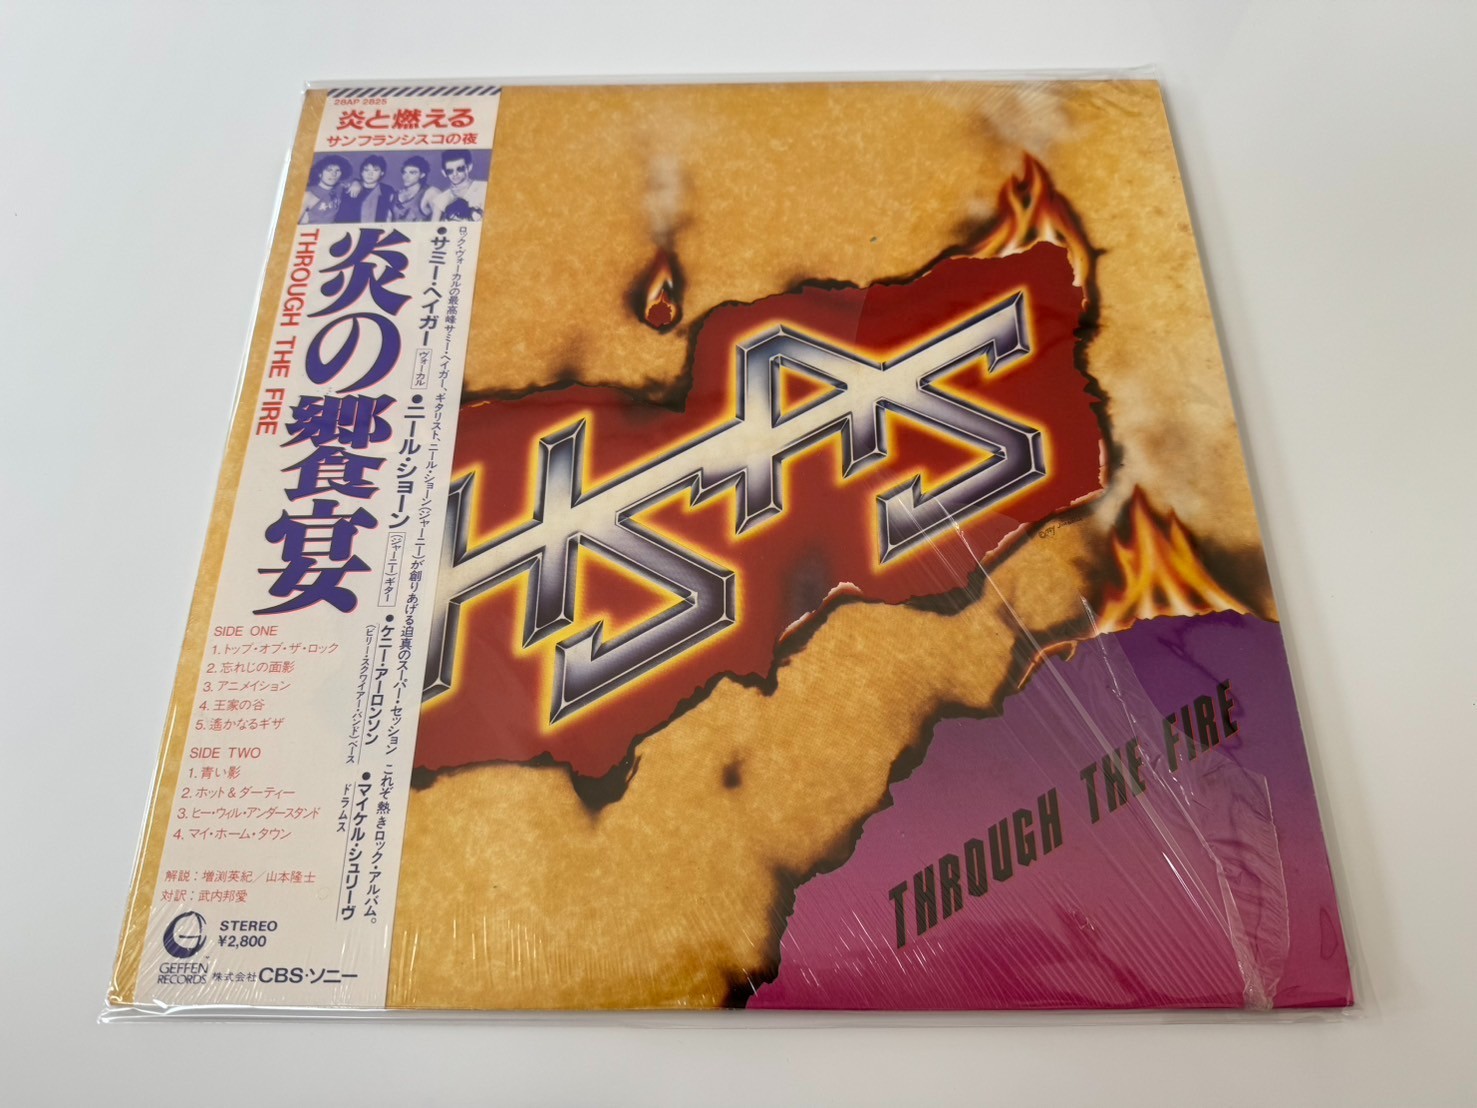 28AP 2825
炎と燃える
サンフランシスコの夜
ロック・ヴォーカルの最高峰サミー・ヘイガー、ギタリスト、ニール・ショーン(ジャーニー)が創りあげる迫真のスーパー・セッション これぞ熱きロック・アルバム。
●サミー・ヘイガー ヴォーカル ●ニール・ショーン (ジャーニー)ギター ●ケニー・アーロンソン (ビリー・スクワイアー・バンド)ベース ●マイケル・シュリーヴ ドラムス
炎の饗宴
THROUGH THE FIRE
SIDE ONE
1.トップ・オブ・ザ・ロック
2.忘れじの面影
3.アニメイション
4.王家の谷
5.遙かなるギザ
SIDE TWO
1.青い影
2.ホット&ダーティー
3.ヒー・ウィル・アンダースタンド
4.マイ・ホーム・タウン
解説：増渕英紀／山本隆士
対訳：武内邦愛
GEFFEN
RECORDS
STEREO
¥2,800
株式会社 CBS・ソニー
HSAS
THROUGH THE FIRE